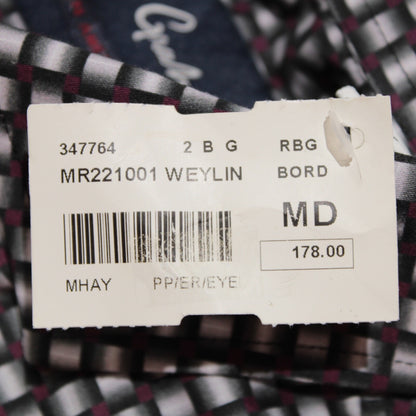 347764 2 B G RBG
MR221001 WEYLIN BORD
MD
178.00
MHAY PP/ER/EYE